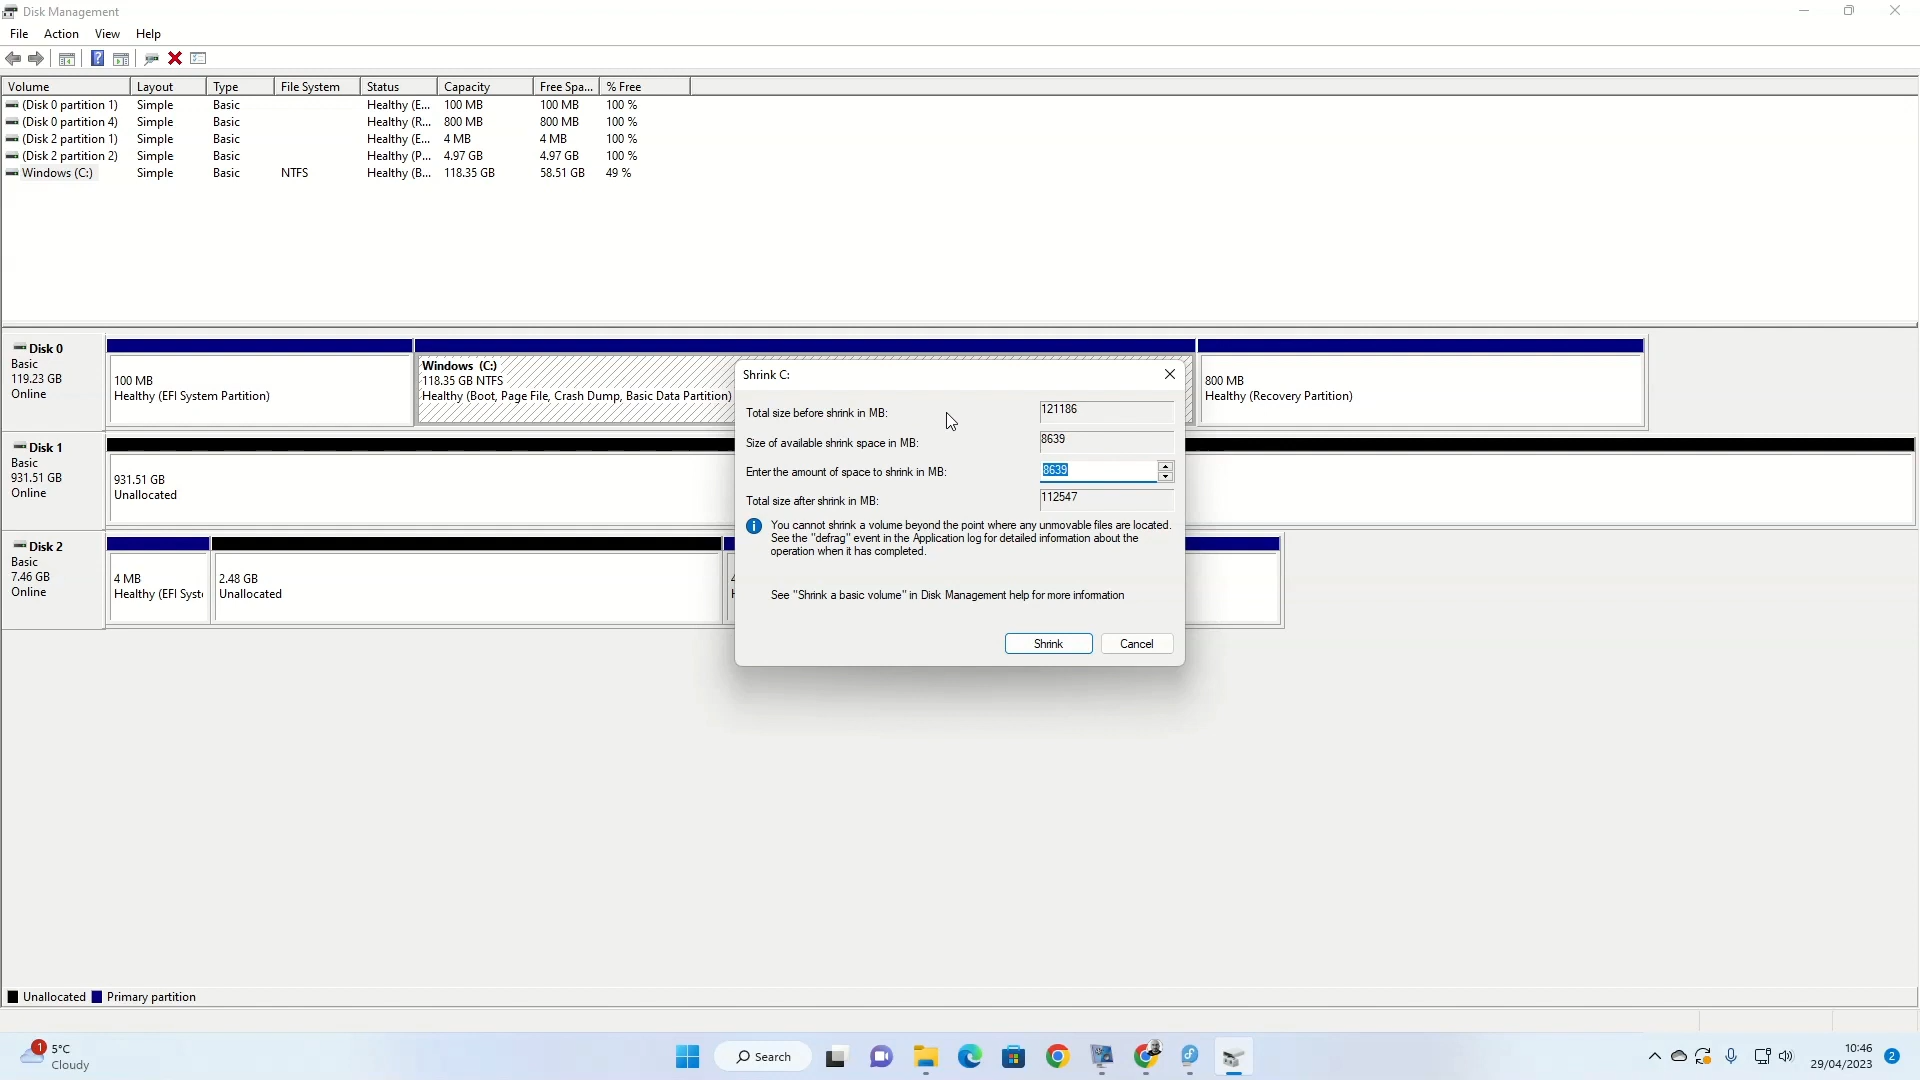 Disk Management
File Action View Help
Volume Layout Type File System Status Capacity Free Spa... % Free
(Disk 0 partition 1) Simple Basic Healthy (E... 100 MB 100 MB 100 %
(Disk 0 partition 4) Simple Basic Healthy (R... 800 MB 800 MB 100 %
(Disk 2 partition 1) Simple Basic Healthy (E... 4 MB 4 MB 100 %
(Disk 2 partition 2) Simple Basic Healthy (P... 4.97 GB 4.97 GB 100 %
Windows (C:) Simple Basic NTFS Healthy (B... 118.35 GB 58.51 GB 49 %
Disk 0
Basic
119.23 GB
Online
100 MB
Healthy (EFI System Partition)
Windows (C:)
118.35 GB NTFS
Healthy (Boot, Page File, Crash Dump, Basic Data Partition)
800 MB
Healthy (Recovery Partition)
Disk 1
Basic
931.51 GB
Online
931.51 GB
Unallocated
Disk 2
Basic
7.46 GB
Online
4 MB
Healthy (EFI Syste
2.48 GB
Unallocated
Shrink C:
Total size before shrink in MB: 121186
Size of available shrink space in MB: 8639
Enter the amount of space to shrink in MB: 8639
Total size after shrink in MB: 112547
You cannot shrink a volume beyond the point where any unmovable files are located.
See the "defrag" event in the Application log for detailed information about the
operation when it has completed.
See "Shrink a basic volume" in Disk Management help for more information
Shrink Cancel
Unallocated Primary partition
1
5°C
Cloudy
Search
10:46
29/04/2023
2